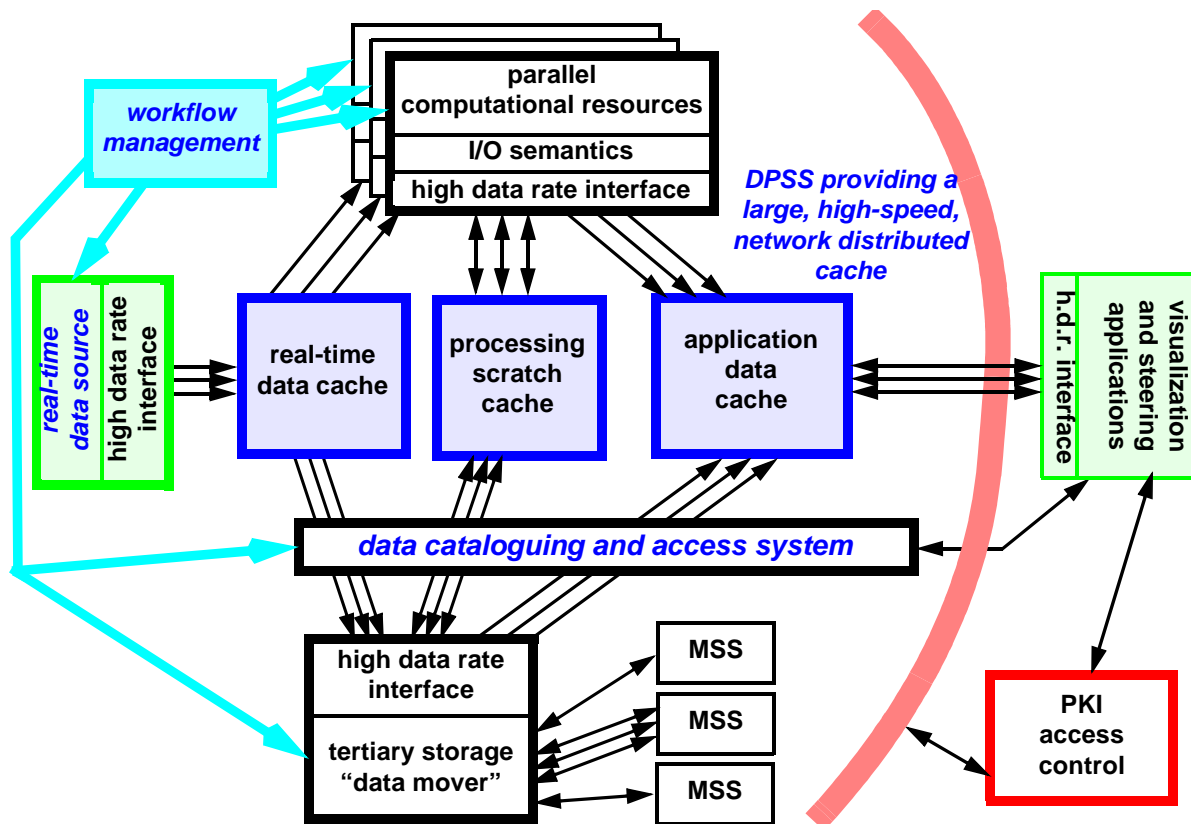 parallel
computational resources
I/O semantics
high data rate interface
workflow
management
DPSS providing a
large, high-speed,
network distributed
cache
real-time
data source
high data rate
interface
real-time
data cache
processing
scratch
cache
application
data
cache
h.d.r. interface
visualization
and steering
applications
data cataloguing and access system
high data rate
interface
tertiary storage
“data mover”
MSS
MSS
MSS
PKI
access
control